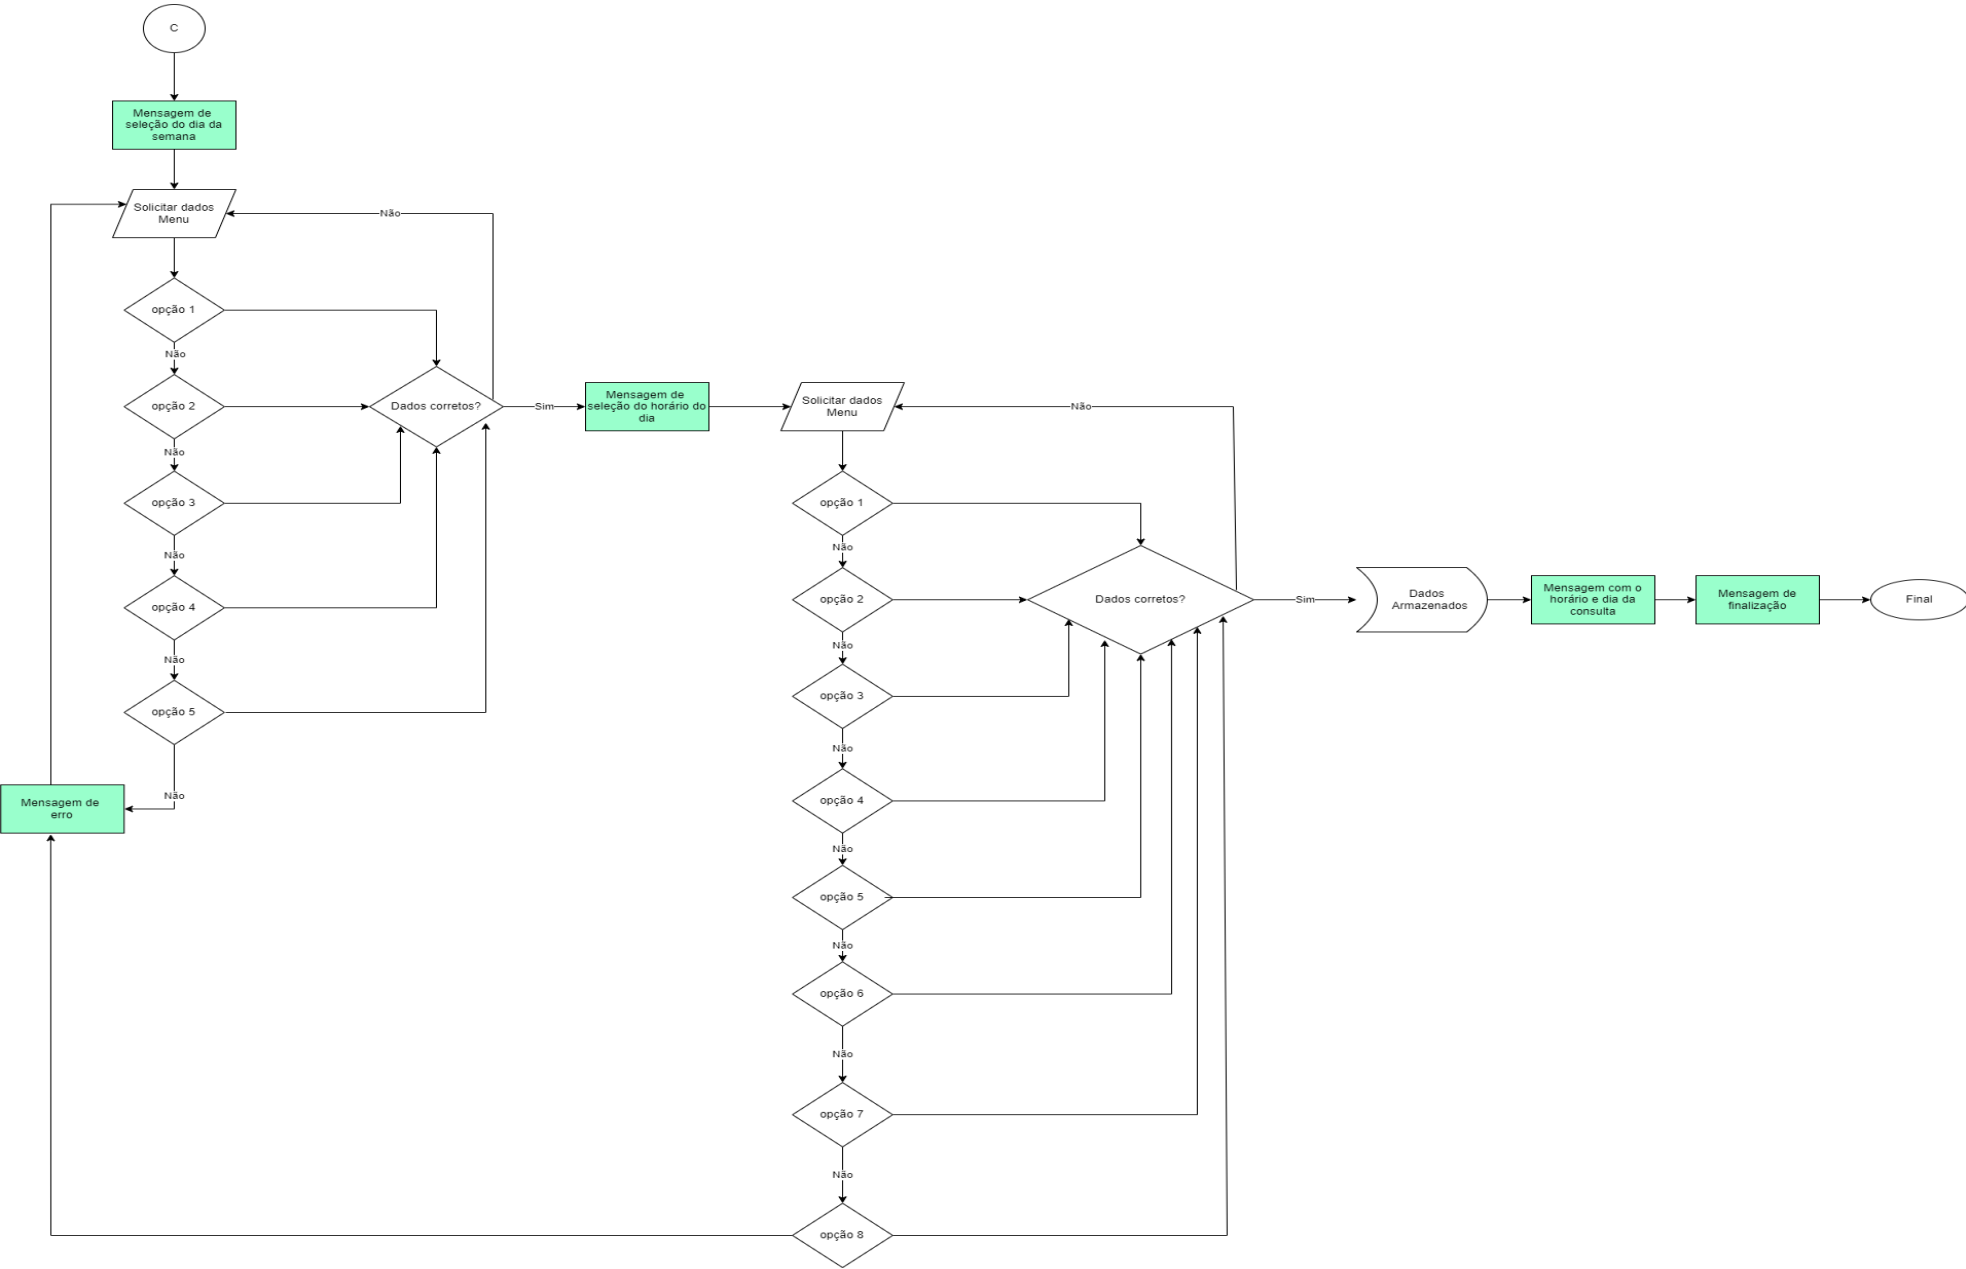 C
Mensagem de
seleção do dia da
semana
Solicitar dados
Menu
Não
opção 1
Não
opção 2
Não
opção 3
Não
opção 4
Não
opção 5
Não
Mensagem de
erro
Dados corretos?
Sim
Mensagem de
seleção do horário do
dia
Solicitar dados
Menu
Não
opção 1
Não
opção 2
Não
opção 3
Não
opção 4
Não
opção 5
Não
opção 6
Não
opção 7
Não
opção 8
Dados corretos?
Sim
Dados
Armazenados
Mensagem com o
horário e dia da
consulta
Mensagem de
finalização
Final